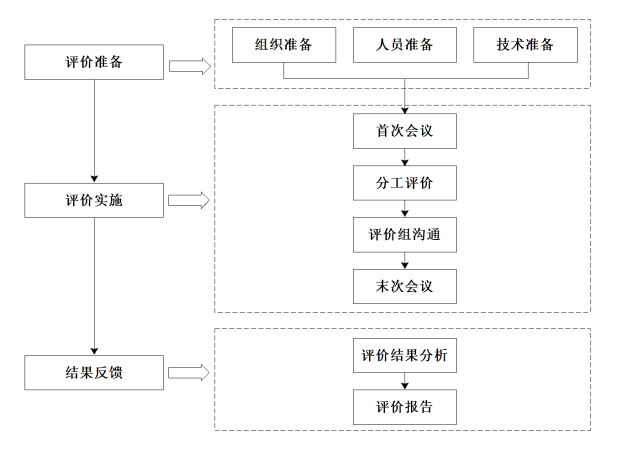 评价准备
组织准备
人员准备
技术准备
首次会议
分工评价
评价实施
评价组沟通
末次会议
评价结果分析
结果反馈
评价报告